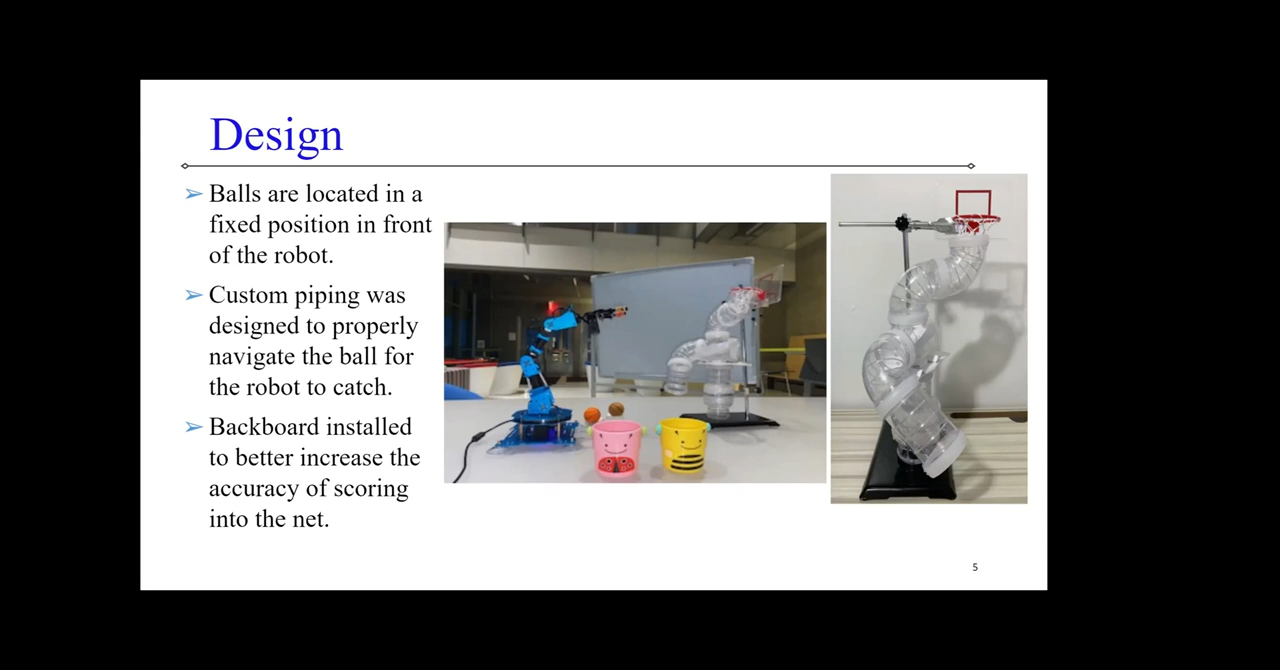 Design
➢ Balls are located in a
fixed position in front
of the robot.
➢ Custom piping was
designed to properly
navigate the ball for
the robot to catch.
➢ Backboard installed
to better increase the
accuracy of scoring
into the net.
5